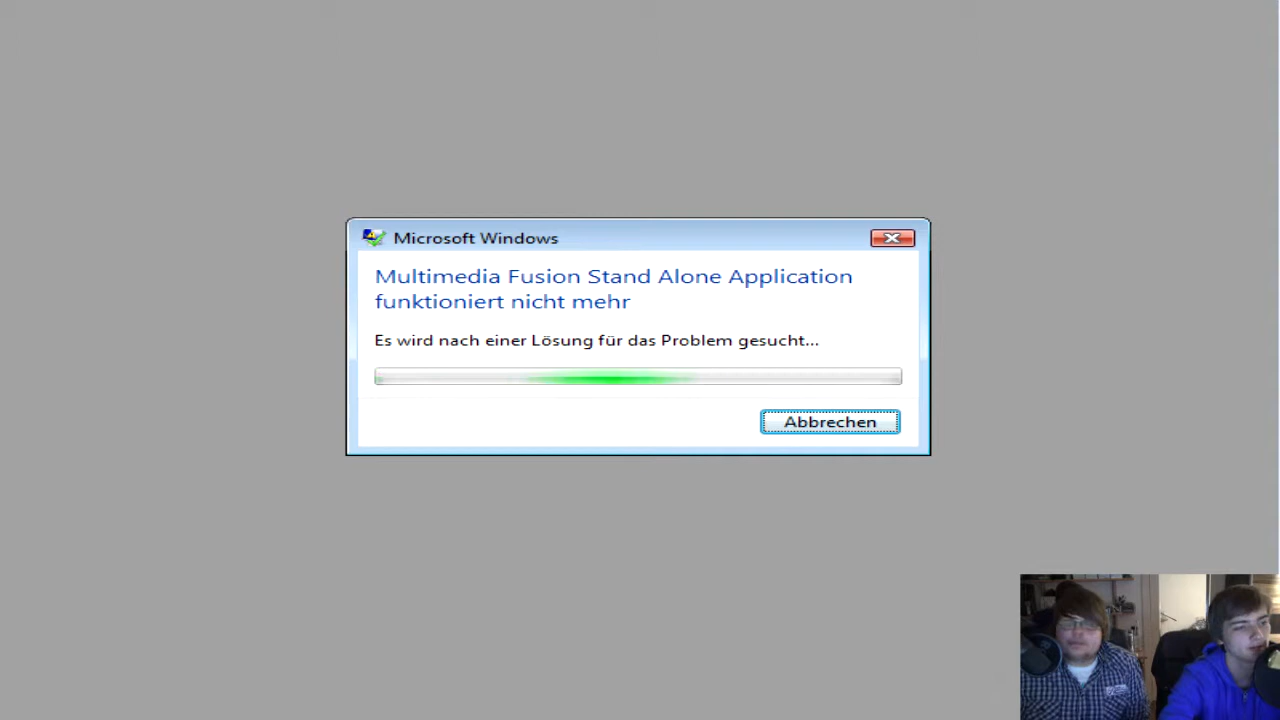 Microsoft Windows
Multimedia Fusion Stand Alone Application
funktioniert nicht mehr
Es wird nach einer Lösung für das Problem gesucht...
Abbrechen